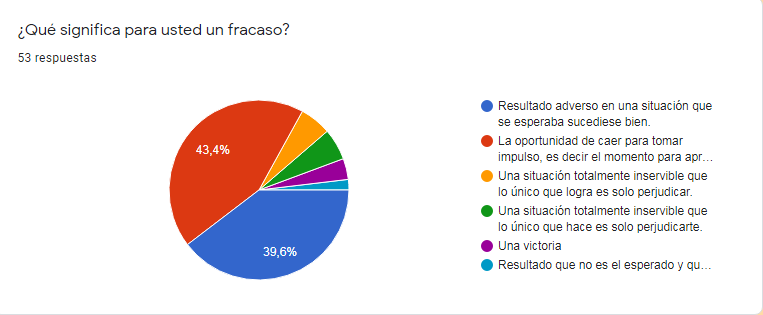 ¿Qué significa para usted un fracaso?
53 respuestas
43,4%
39,6%
Resultado adverso en una situación que
se esperaba sucediese bien.
La oportunidad de caer para tomar
impulso, es decir el momento para apr…
Una situación totalmente inservible que
lo único que logra es solo perjudicar.
Una situación totalmente inservible que
lo único que hace es solo perjudicarte.
Una victoria
Resultado que no es el esperado y qu…